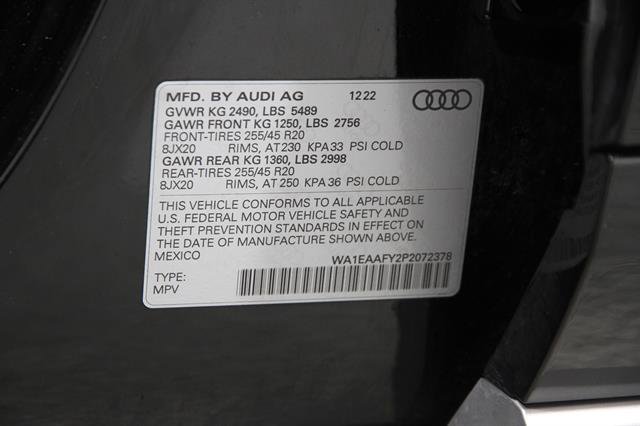 MFD. BY AUDI AG 12 22
GVWR KG 2490, LBS 5489
GAWR FRONT KG 1250, LBS 2756
FRONT-TIRES 255/45 R20
8JX20 RIMS, AT 230 KPA 33 PSI COLD
GAWR REAR KG 1360, LBS 2998
REAR-TIRES 255/45 R20
8JX20 RIMS, AT 250 KPA 36 PSI COLD
THIS VEHICLE CONFORMS TO ALL APPLICABLE
U.S. FEDERAL MOTOR VEHICLE SAFETY AND
THEFT PREVENTION STANDARDS IN EFFECT ON
THE DATE OF MANUFACTURE SHOWN ABOVE.
MEXICO WA1EAAFY2P2072378
TYPE:
MPV